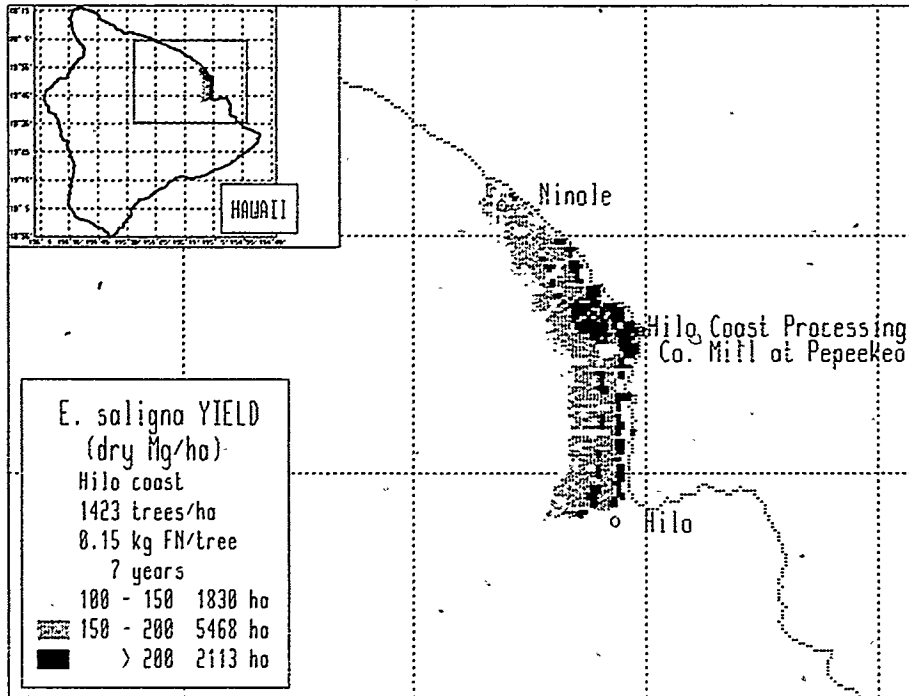 HAWAII
Ninole
Hilo Coast Processing
Co. Mill at Pepeekeo
Hilo
E. saligna YIELD
(dry Mg/ha)
Hilo coast
1423 trees/ha
0.15 kg FN/tree
7 years
100 - 150 1830 ha
150 - 200 5468 ha
> 200 2113 ha